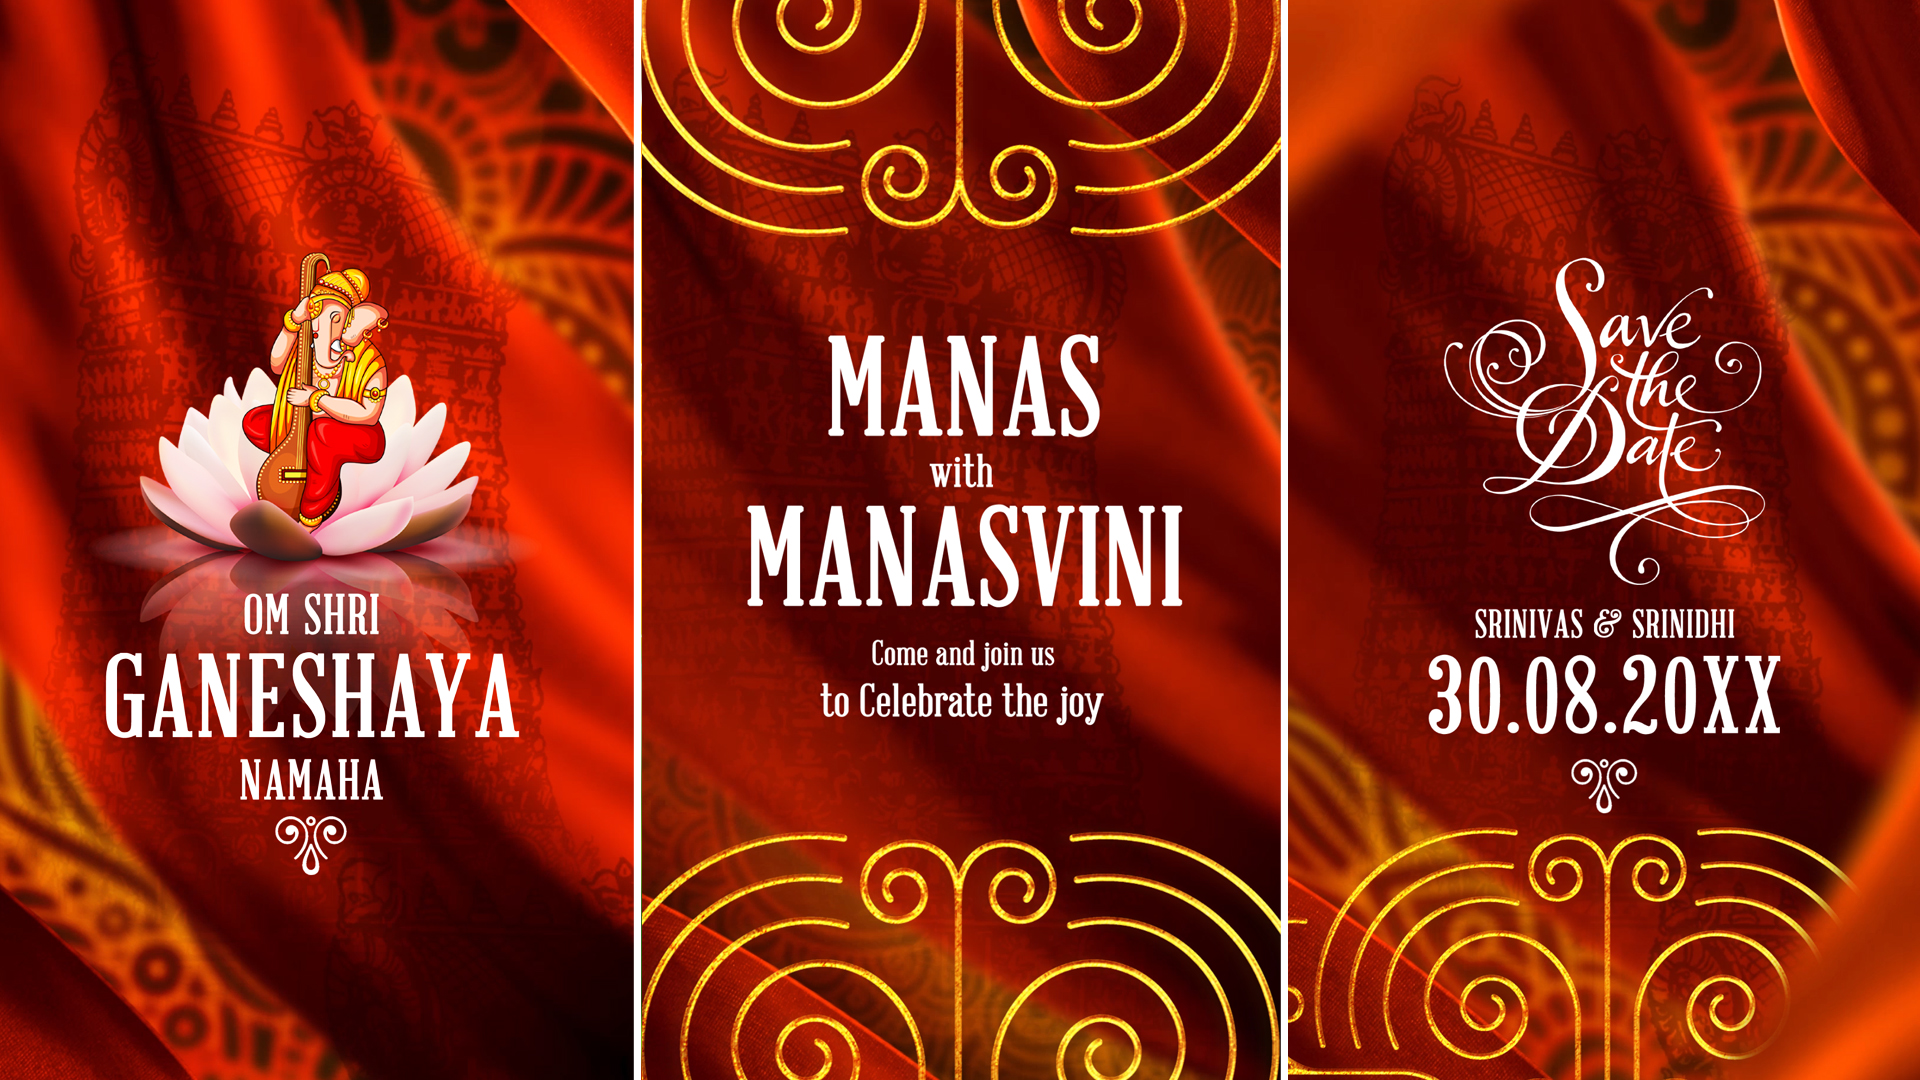 OM SHRI
GANESHAYA
NAMAHA
MANAS
with
MANASVINI
Come and join us
to Celebrate the joy
Save
the
Date
SRINIVAS & SRINIDHI
30.08.20XX